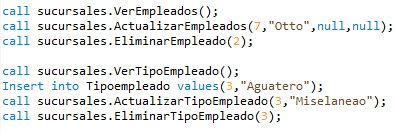 call sucursales.VerEmpleados();
call sucursales.ActualizarEmpleados(7,"Otto",null,null);
call sucursales.EliminarEmpleado(2);
call sucursales.VerTipoEmpleado();
Insert into Tipoempleado values(3,"Aguatero");
call sucursales.ActualizarTipoEmpleado(3,"Miselaneao");
call sucursales.EliminarTipoEmpleado(3);